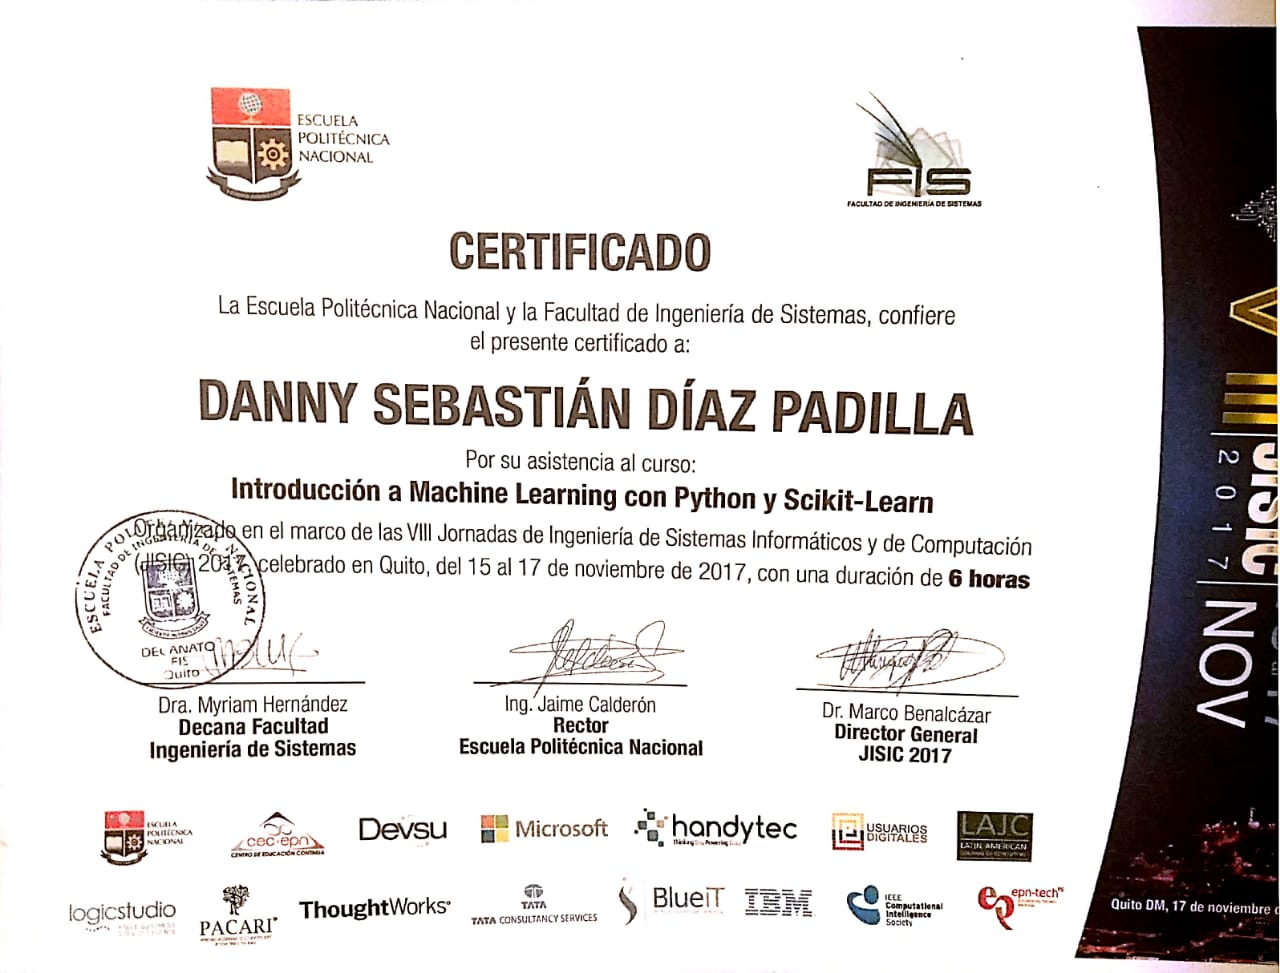 ESCUELA
POLITÉCNICA
NACIONAL
FIS
FACULTAD DE INGENIERÍA DE SISTEMAS
CERTIFICADO
La Escuela Politécnica Nacional y la Facultad de Ingeniería de Sistemas, confiere
el presente certificado a:
DANNY SEBASTIÁN DÍAZ PADILLA
Por su asistencia al curso:
Introducción a Machine Learning con Python y Scikit-Learn
Organizado en el marco de las VIII Jornadas de Ingeniería de Sistemas Informáticos y de Computación
(JISIC) 2017 celebrado en Quito, del 15 al 17 de noviembre de 2017, con una duración de 6 horas
ESCUELA POLITÉCNICA NACIONAL
FACULTAD DE INGENIERÍA DE SISTEMAS
FIS
Quito
Dra. Myriam Hernández
Decana Facultad
Ingeniería de Sistemas
Ing. Jaime Calderón
Rector
Escuela Politécnica Nacional
Dr. Marco Benalcázar
Director General
JISIC 2017
ESCUELA
POLITÉCNICA
NACIONAL
cec-epn
CENTRO DE EDUCACIÓN CONTINUA
Devsu
Microsoft
handytec
USUARIOS
DIGITALES
LAJC
LATIN AMERICAN
logicstudio
PACARI
ThoughtWorks
TATA
TATA CONSULTANCY SERVICES
BlueIT
IBM
IEEE
Computational
Intelligence
Society
epn-tech
VIII
JISIC
2017
NOV
Quito DM, 17 de noviembre